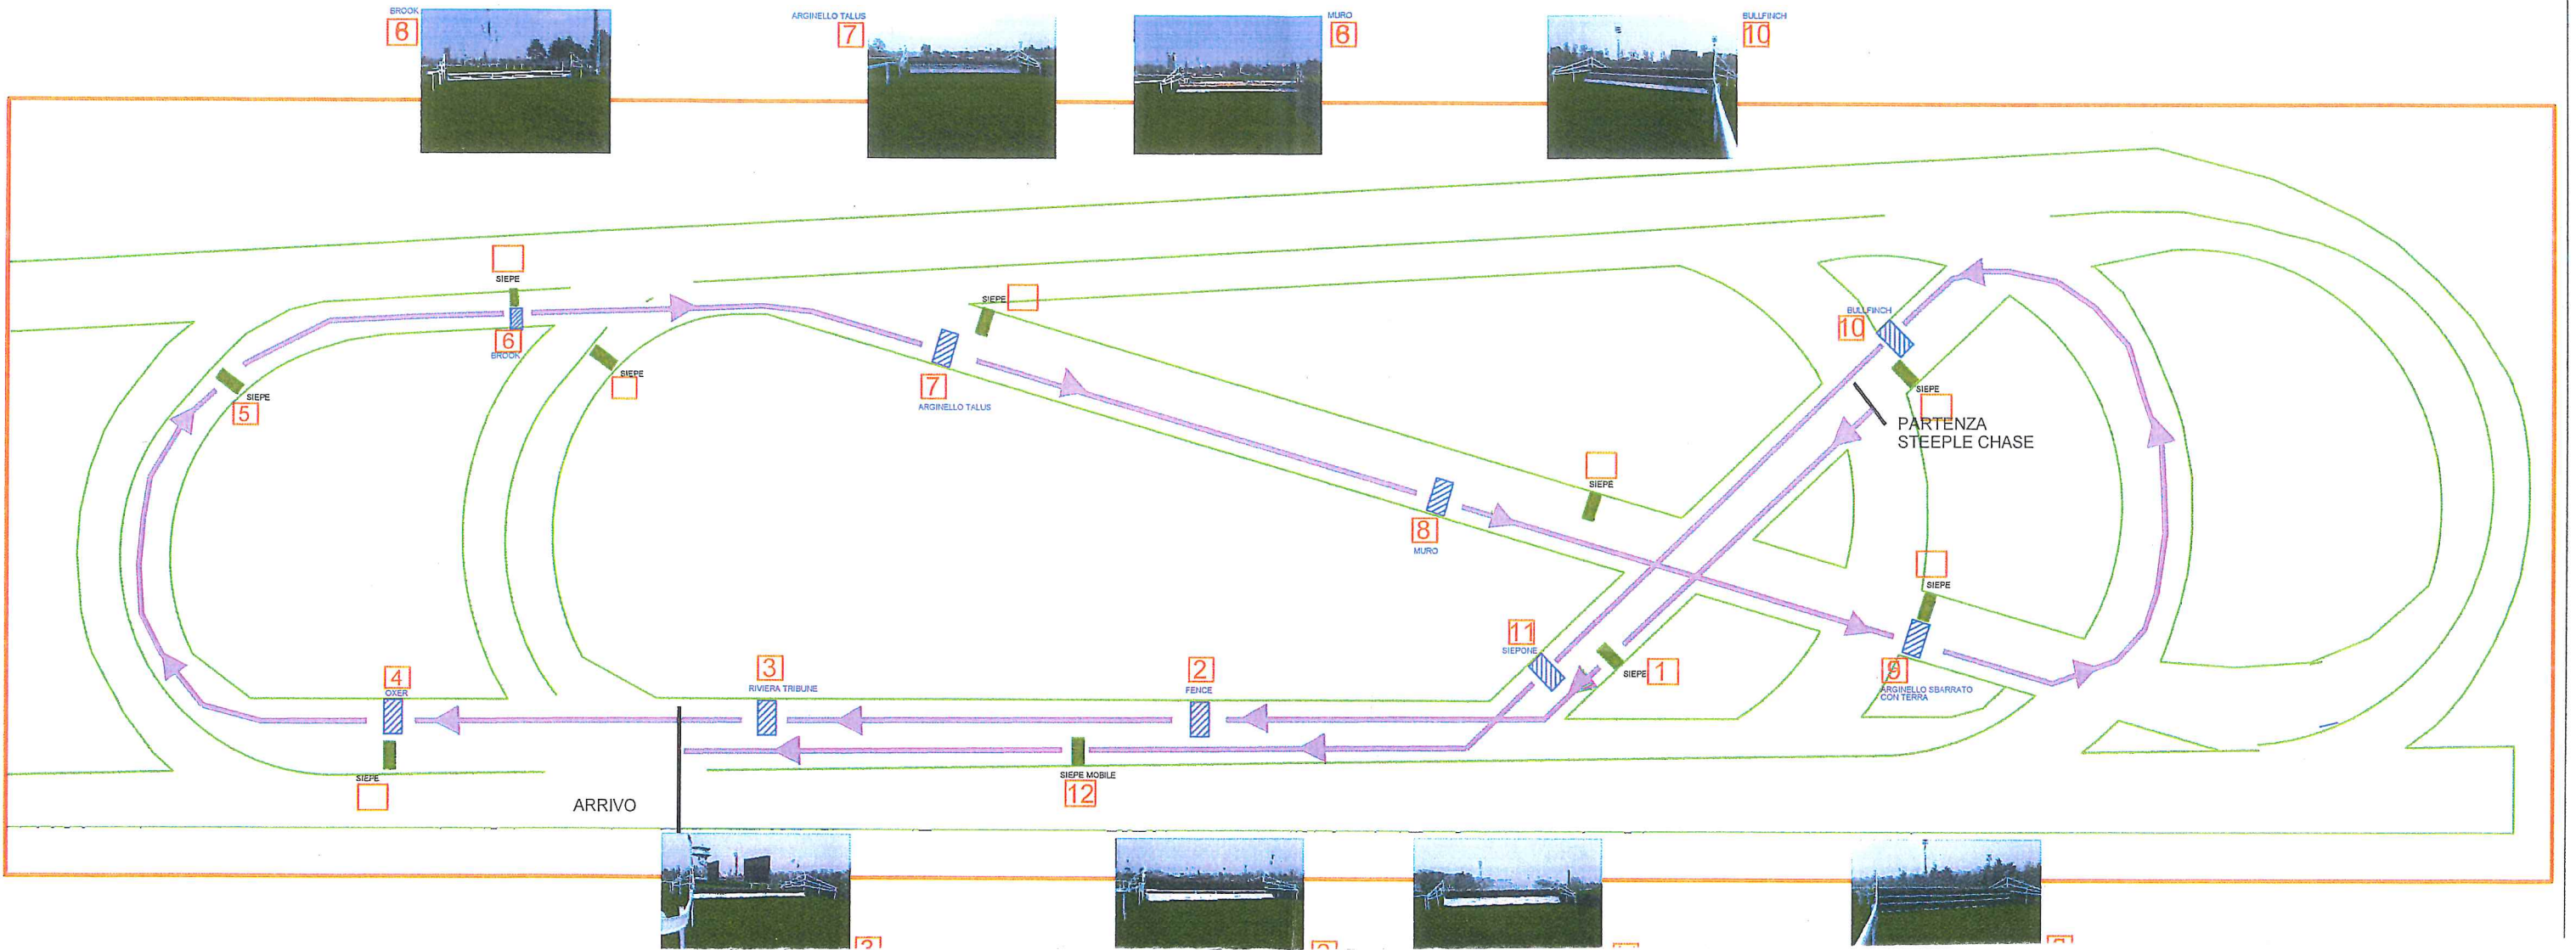 BROOK
6
ARGINELLO TALUS
7
MURO
8
BULLFINCH
10
SIEPE
6
BROOK
SIEPE
SIEPE
5
SIEPE
7
ARGINELLO TALUS
BULLFINCH
10
SIEPE
PARTENZA
STEEPLE CHASE
SIEPE
8
MURO
SIEPE
11
SIEPONE
SIEPE
1
9
ARGINELLO SBARRATO
CON TERRA
4
OXER
3
RIVIERA TRIBUNE
2
FENCE
SIEPE
SIEPE MOBILE
12
ARRIVO
3